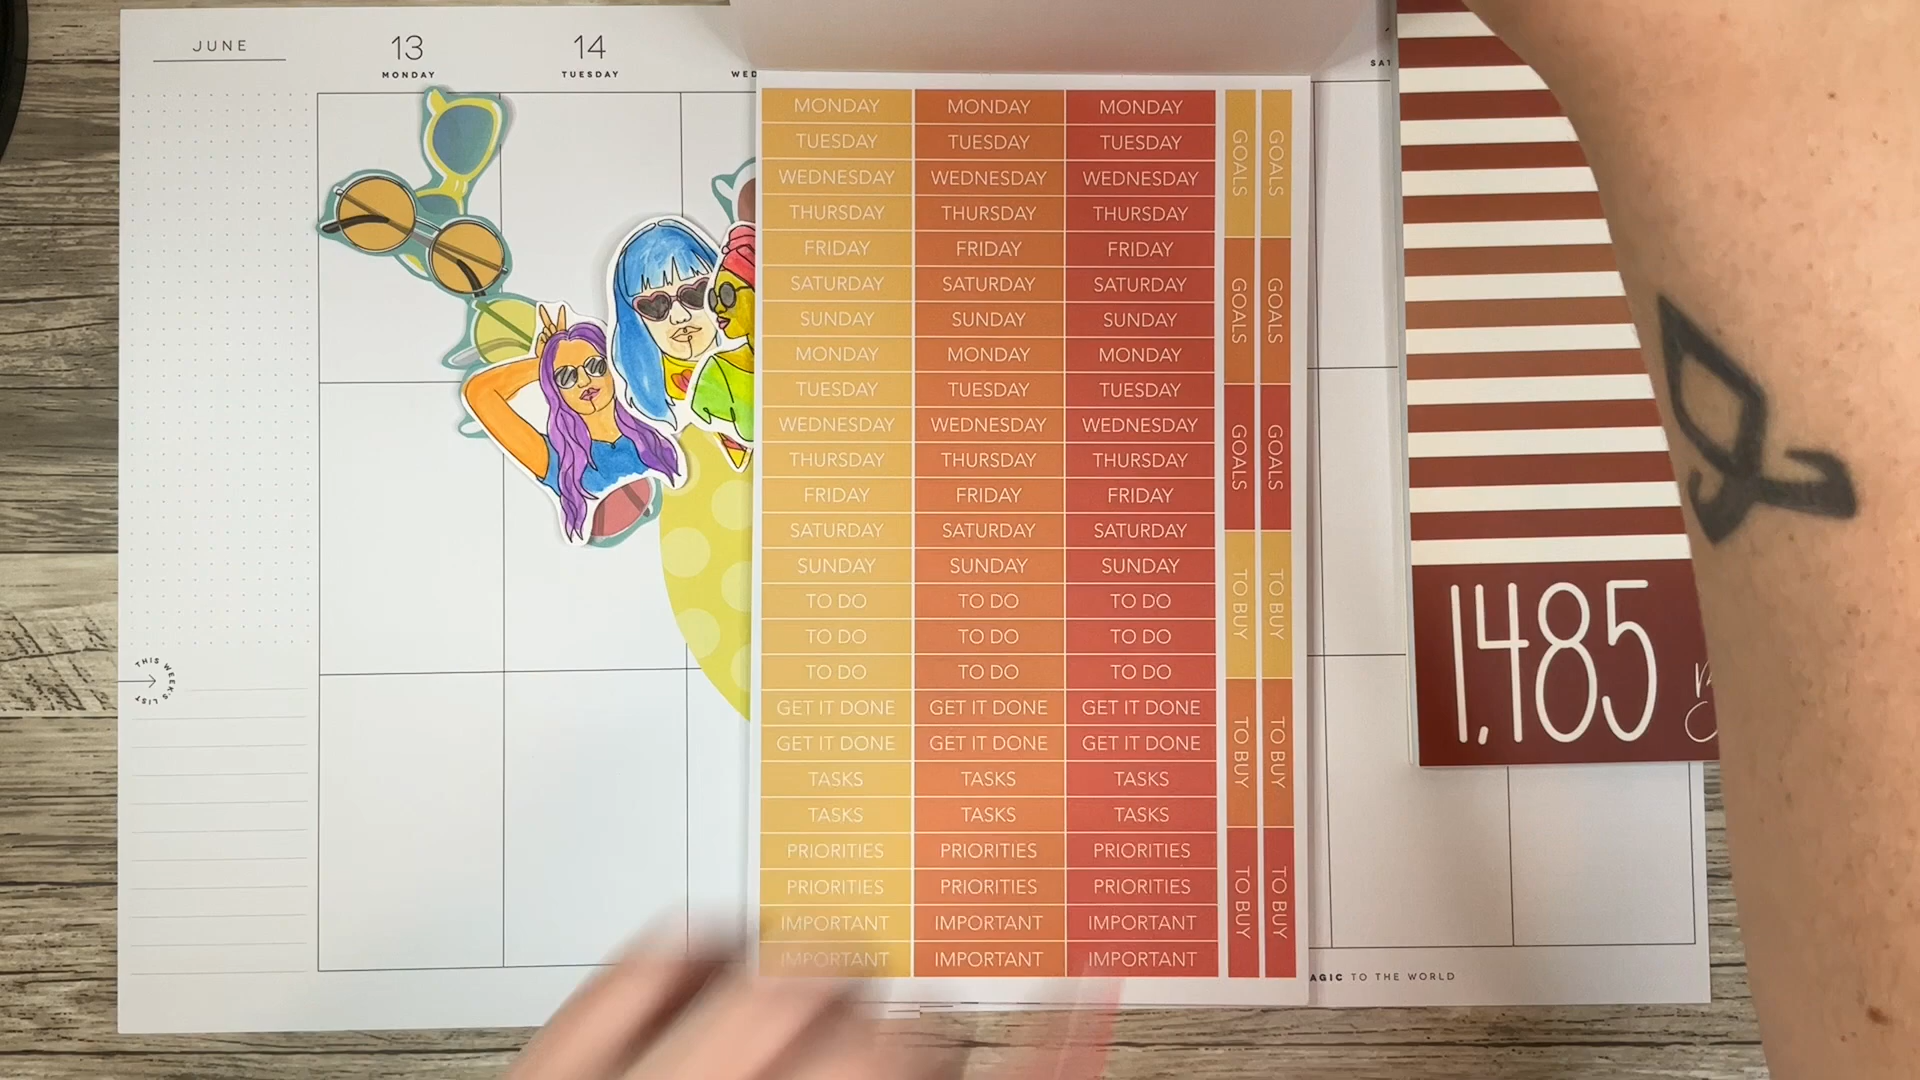 JUNE
13
MONDAY
14
TUESDAY
WED
SAT
MONDAY MONDAY MONDAY
TUESDAY TUESDAY TUESDAY
WEDNESDAY WEDNESDAY WEDNESDAY
THURSDAY THURSDAY THURSDAY
FRIDAY FRIDAY FRIDAY
SATURDAY SATURDAY SATURDAY
SUNDAY SUNDAY SUNDAY
MONDAY MONDAY MONDAY
TUESDAY TUESDAY TUESDAY
WEDNESDAY WEDNESDAY WEDNESDAY
THURSDAY THURSDAY THURSDAY
FRIDAY FRIDAY FRIDAY
SATURDAY SATURDAY SATURDAY
SUNDAY SUNDAY SUNDAY
TO DO TO DO TO DO
TO DO TO DO TO DO
TO DO TO DO TO DO
GET IT DONE GET IT DONE GET IT DONE
GET IT DONE GET IT DONE GET IT DONE
TASKS TASKS TASKS
TASKS TASKS TASKS
PRIORITIES PRIORITIES PRIORITIES
PRIORITIES PRIORITIES PRIORITIES
IMPORTANT IMPORTANT IMPORTANT
IMPORTANT IMPORTANT IMPORTANT
GOALS GOALS
GOALS GOALS
GOALS GOALS
TO BUY TO BUY
TO BUY TO BUY
TO BUY TO BUY
1,485
THIS WEEK'S LIST
AGIC TO THE WORLD